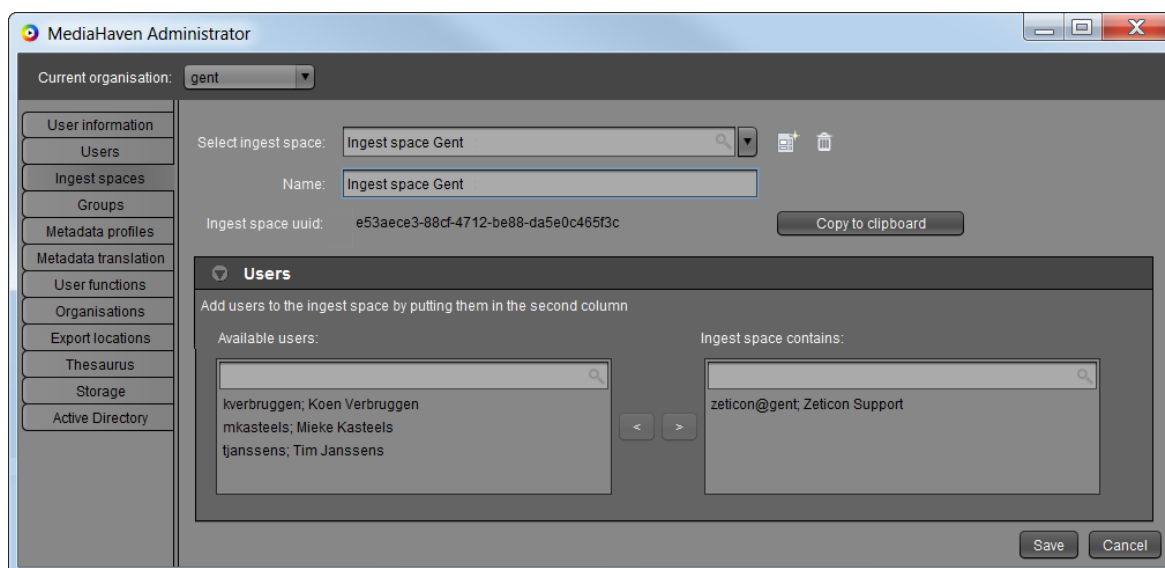 MediaHaven Administrator
Current organisation: gent
User information
Users
Ingest spaces
Groups
Metadata profiles
Metadata translation
User functions
Organisations
Export locations
Thesaurus
Storage
Active Directory
Select ingest space: Ingest space Gent
Name: Ingest space Gent
Ingest space uuid: e53aece3-88cf-4712-be88-da5e0c465f3c Copy to clipboard
Users
Add users to the ingest space by putting them in the second column
Available users: Ingest space contains:
kverbruggen; Koen Verbruggen zeticon@gent; Zeticon Support
mkasteels; Mieke Kasteels
< >
tjanssens; Tim Janssens
Save Cancel